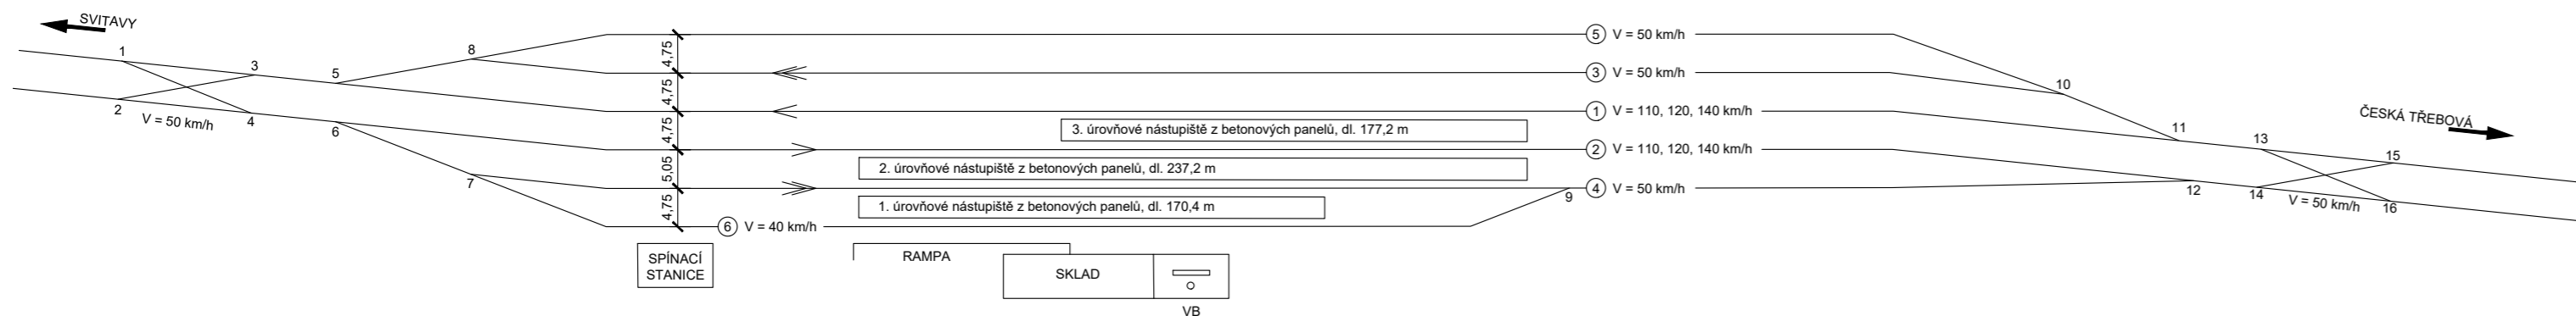 SVITAVY
1
3
5
8
2
V = 50 km/h
4
6
7
4,75
4,75
4,75
5,05
4,75
5 V = 50 km/h
3 V = 50 km/h
1 V = 110, 120, 140 km/h
3. úrovňové nástupiště z betonových panelů, dl. 177,2 m
2 V = 110, 120, 140 km/h
2. úrovňové nástupiště z betonových panelů, dl. 237,2 m
4 V = 50 km/h
1. úrovňové nástupiště z betonových panelů, dl. 170,4 m
9
6 V = 40 km/h
SPÍNACÍ
STANICE
RAMPA
SKLAD
VB
10
11
13
15
12
14
V = 50 km/h
16
ČESKÁ TŘEBOVÁ